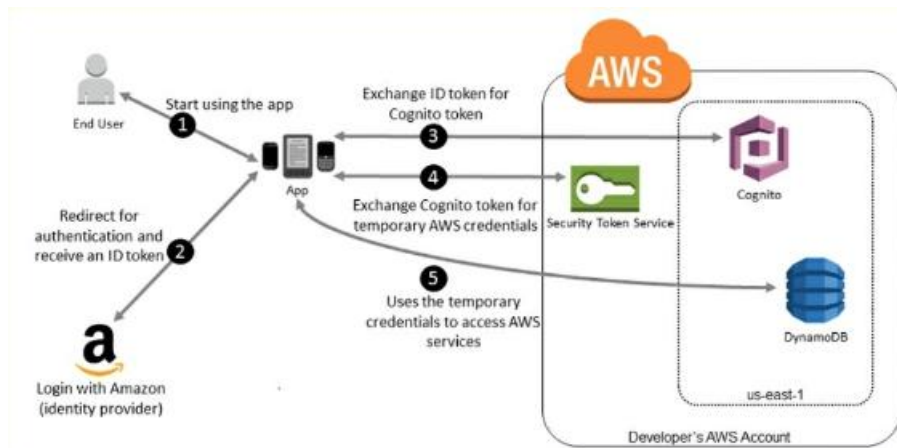 AWS
End User
1
Start using the app
App
Redirect for
authentication and
receive an ID token
2
a
Login with Amazon
(identity provider)
Exchange ID token for
Cognito token
3
4
Exchange Cognito token for
temporary AWS credentials
5
Uses the temporary
credentials to access AWS
services
Security Token Service
Cognito
DynamoDB
us-east-1
Developer's AWS Account